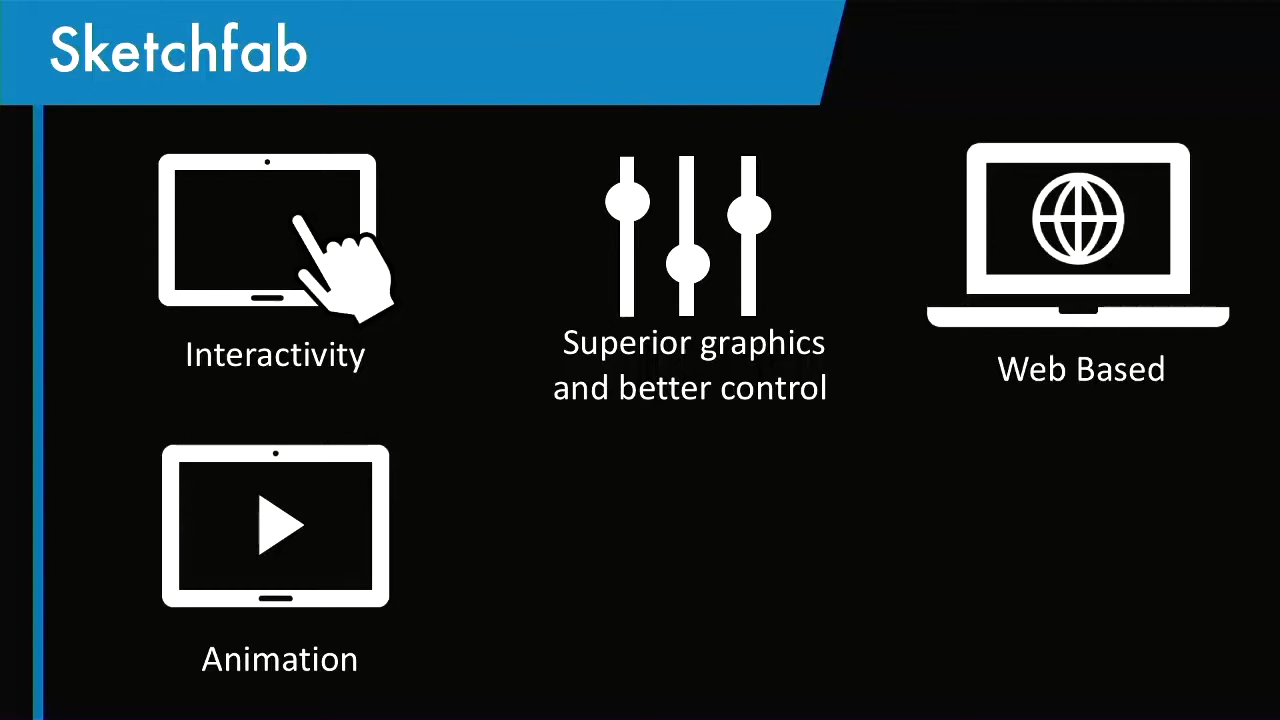 Sketchfab
Interactivity
Superior graphics
and better control
Web Based
Animation